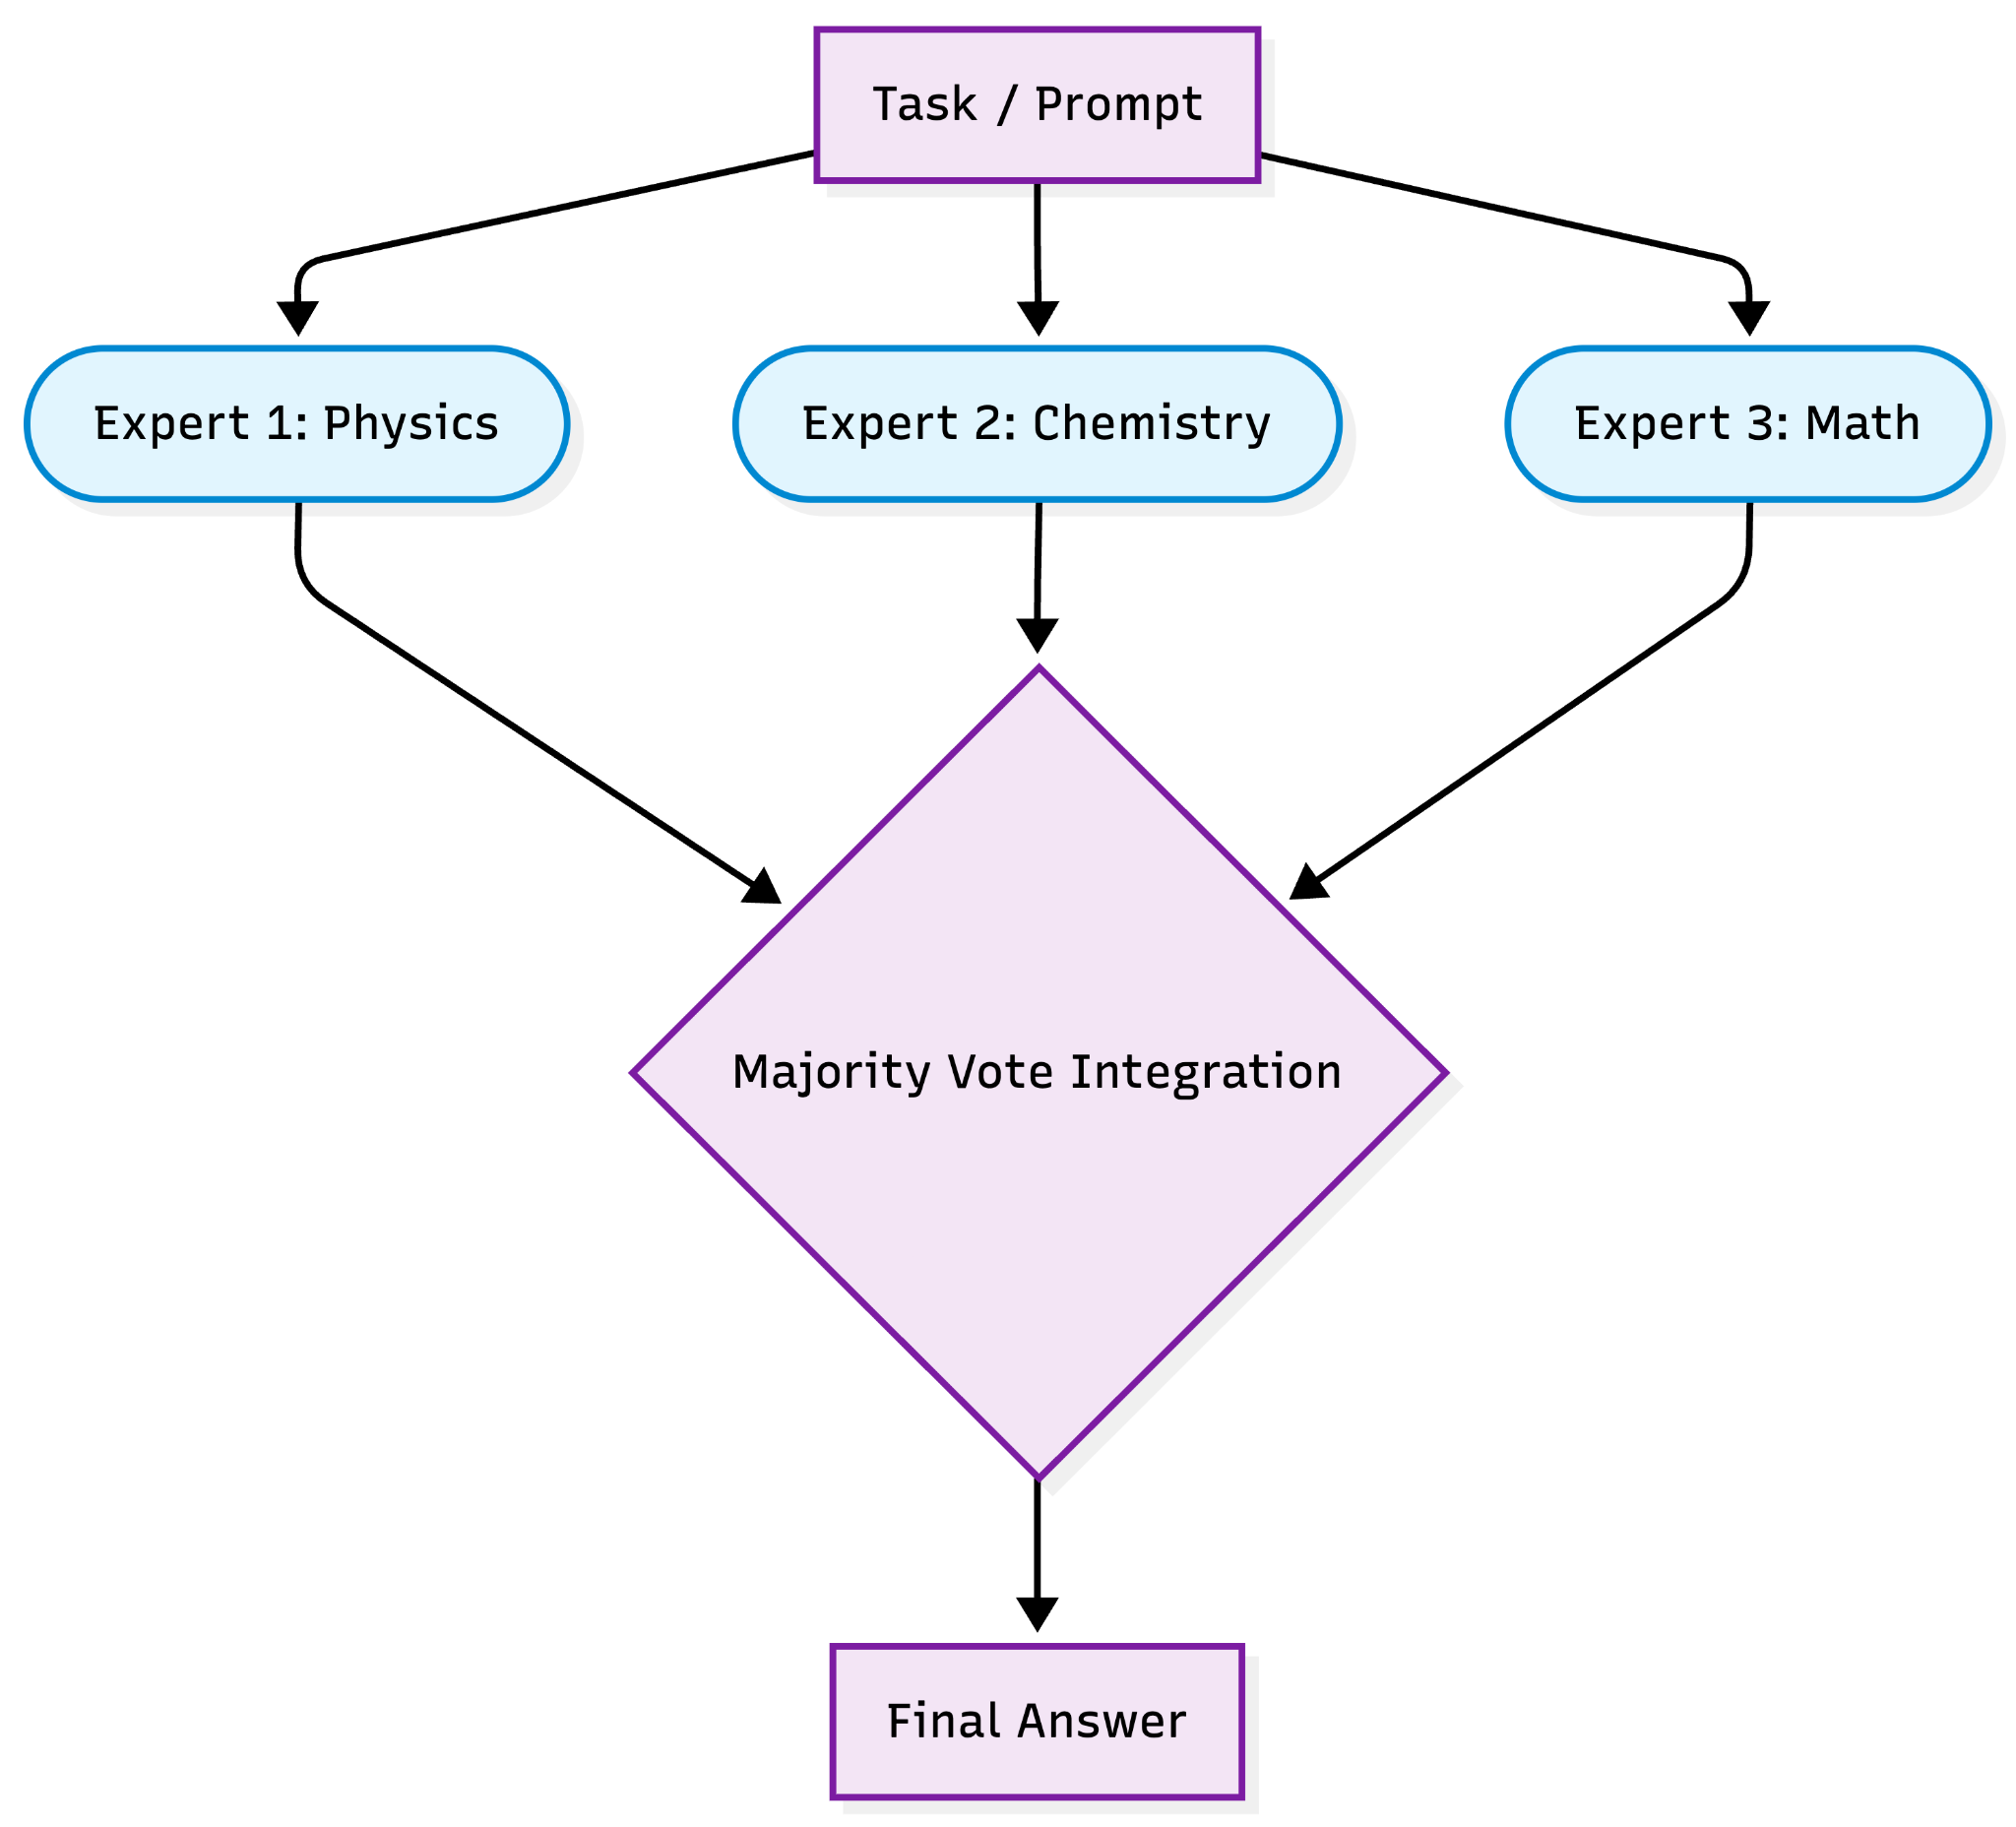 Task / Prompt
Expert 1: Physics
Expert 2: Chemistry
Expert 3: Math
Majority Vote Integration
Final Answer